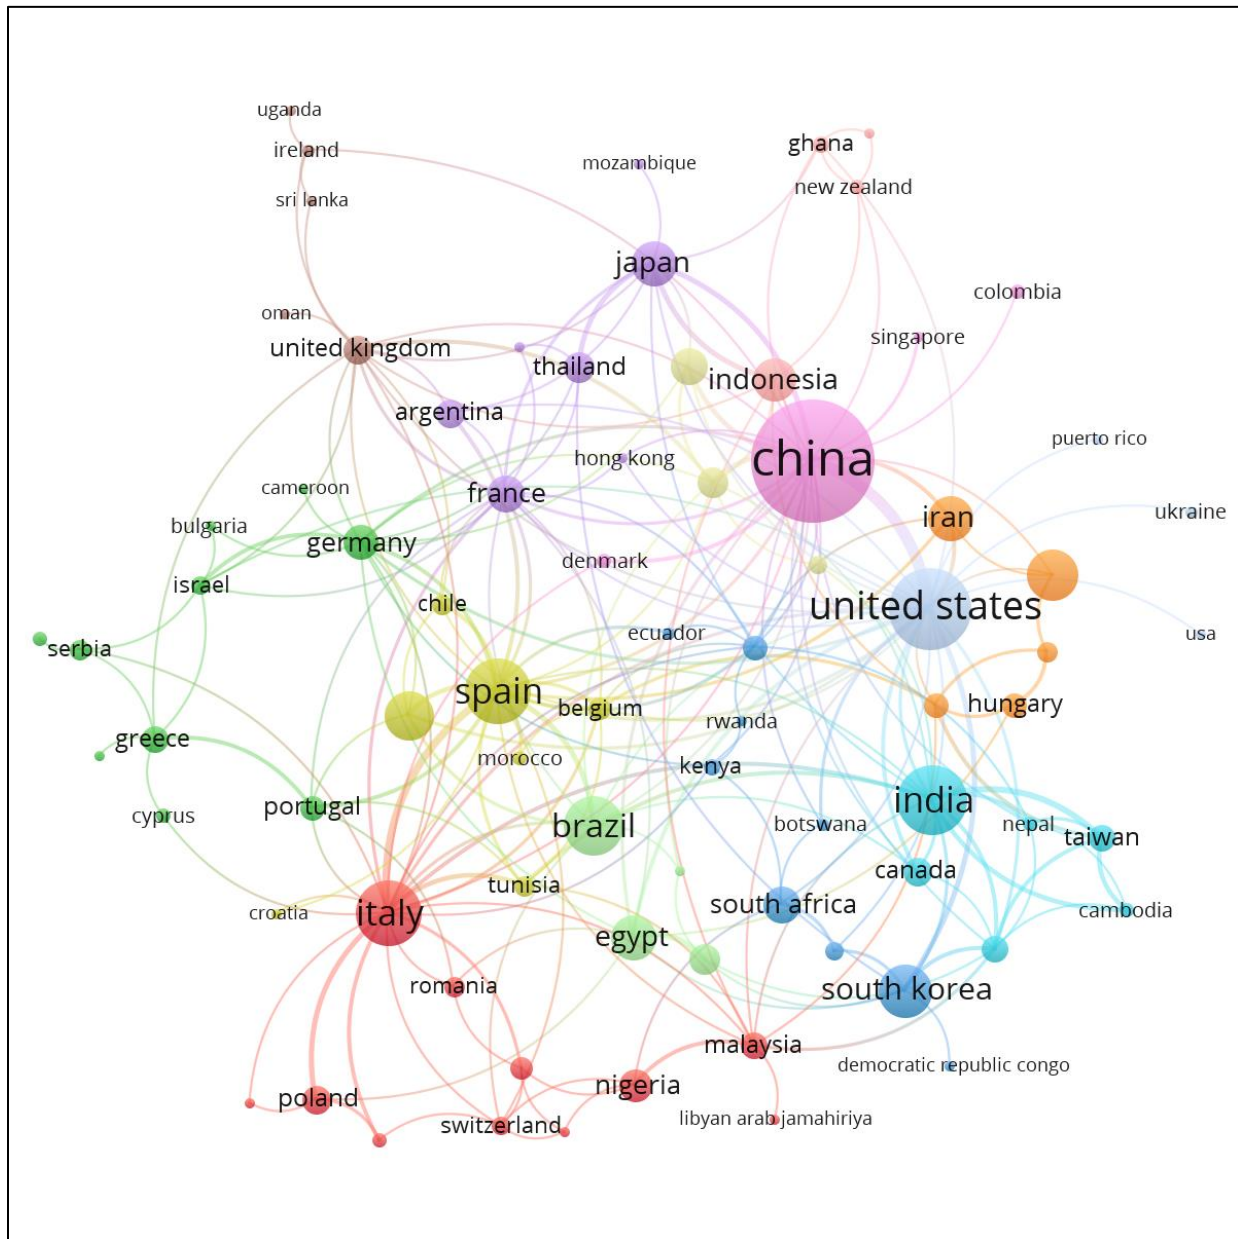 uganda
ireland
sri lanka
ghana
mozambique
new zealand
japan
colombia
oman
singapore
united kingdom
thailand
indonesia
argentina
china
puerto rico
hong kong
cameroon
france
ukraine
bulgaria
iran
germany
denmark
israel
chile
united states
ecuador
usa
serbia
spain
belgium
hungary
rwanda
greece
morocco
kenya
portugal
india
cyprus
brazil
botswana
nepal
taiwan
canada
tunisia
croatia
italy
south africa
cambodia
egypt
romania
south korea
malaysia
democratic republic congo
nigeria
poland
libyan arab jamahiriya
switzerland